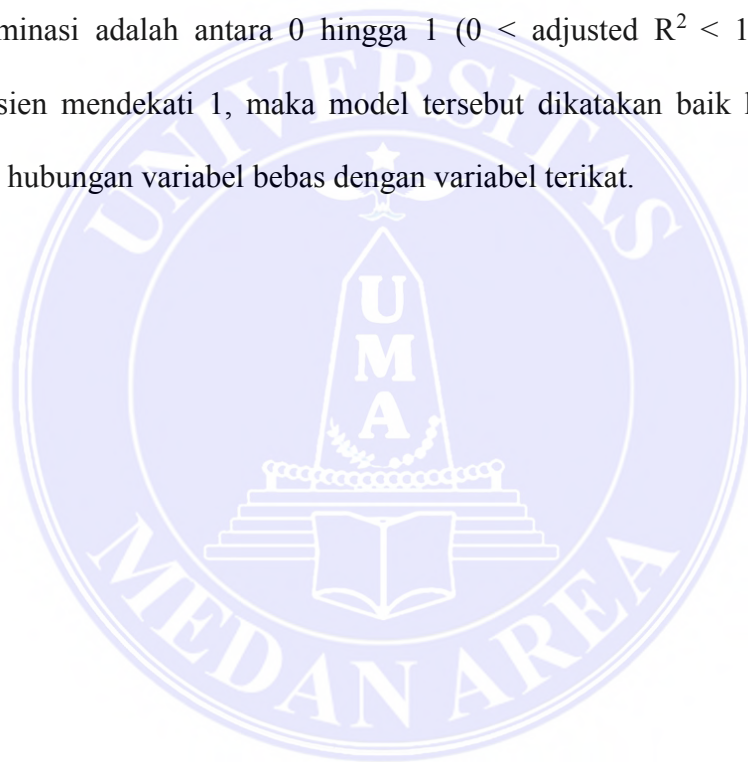 minasi adalah antara 0 hingga 1 (0 < adjusted R² < 1
sien mendekati 1, maka model tersebut dikatakan baik
hubungan variabel bebas dengan variabel terikat.
UNIVERSITAS
U
M
A
MEDAN AREA